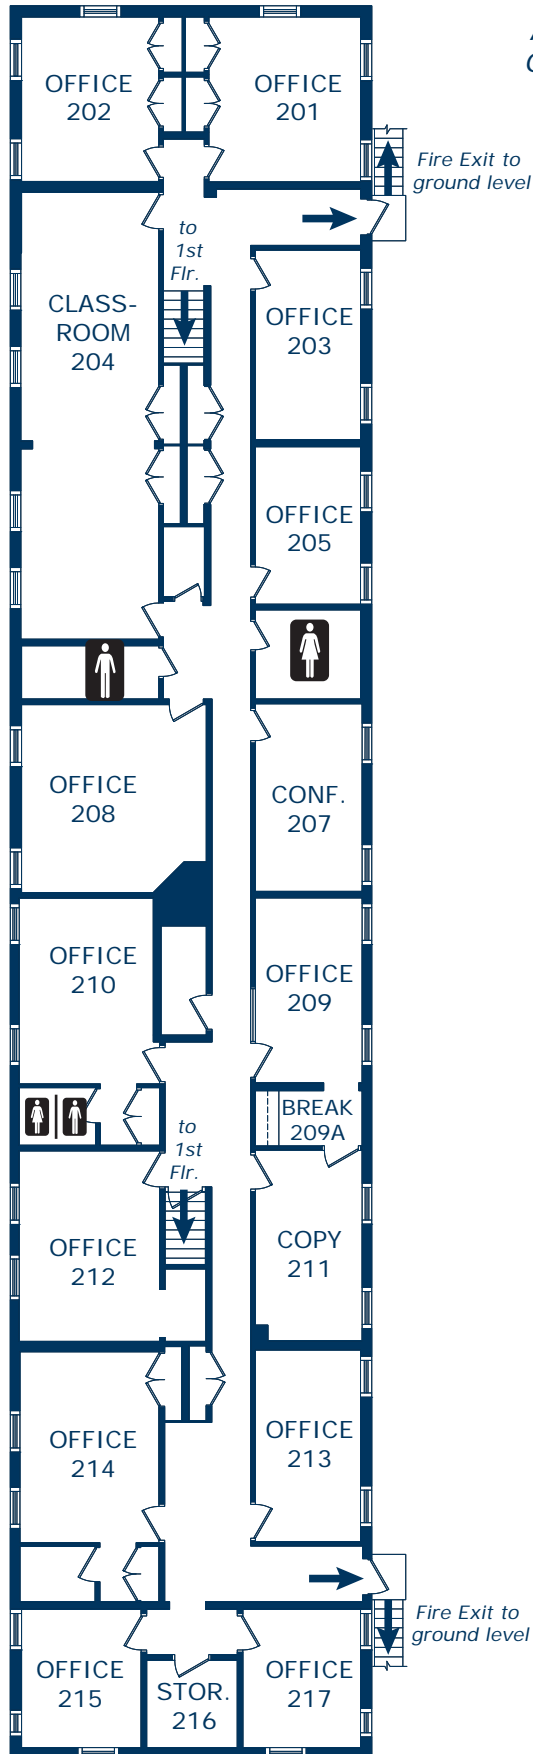 OFFICE
202
OFFICE
201
Fire Exit to
ground level
to
1st
Flr.
CLASS-
ROOM
204
OFFICE
203
OFFICE
205
OFFICE
208
CONF.
207
OFFICE
210
OFFICE
209
BREAK
209A
to
1st
Flr.
OFFICE
212
COPY
211
OFFICE
214
OFFICE
213
Fire Exit to
ground level
OFFICE
215
STOR.
216
OFFICE
217